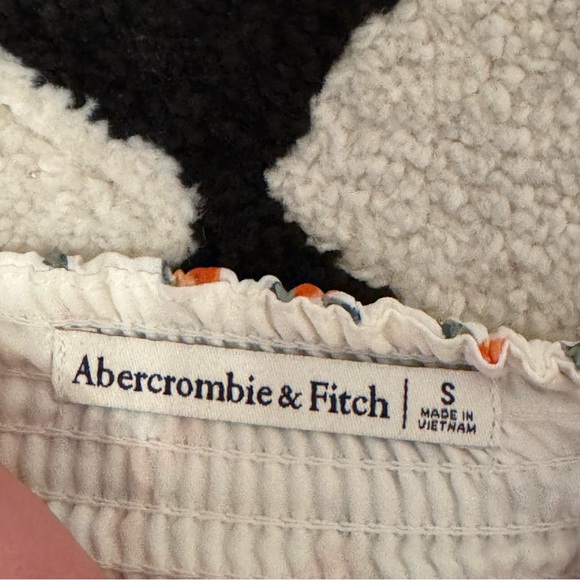 Abercrombie & Fitch | S
MADE IN
VIETNAM